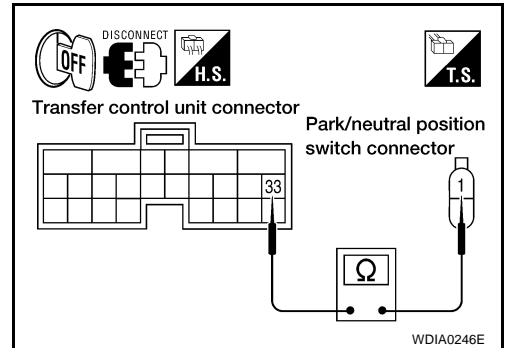 DISCONNECT
OFF
H.S.
T.S.
Transfer control unit connector
Park/neutral position
switch connector
33
1
Ω
WDIA0246E